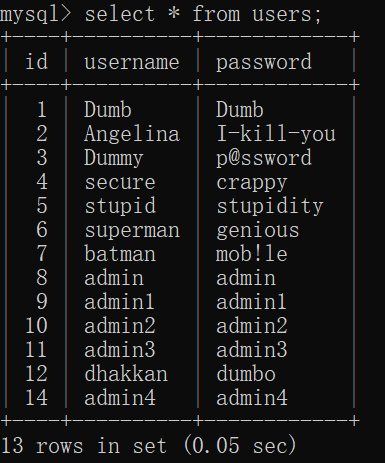 mysql> select * from users;
+----+----------+------------+
| id | username | password   |
+----+----------+------------+
|  1 | Dumb     | Dumb       |
|  2 | Angelina | I-kill-you |
|  3 | Dummy    | p@ssword   |
|  4 | secure   | crappy     |
|  5 | stupid   | stupidity  |
|  6 | superman | genious    |
|  7 | batman   | mob!le     |
|  8 | admin    | admin      |
|  9 | admin1   | admin1     |
| 10 | admin2   | admin2     |
| 11 | admin3   | admin3     |
| 12 | dhakkan  | dumbo      |
| 14 | admin4   | admin4     |
+----+----------+------------+
13 rows in set (0.05 sec)